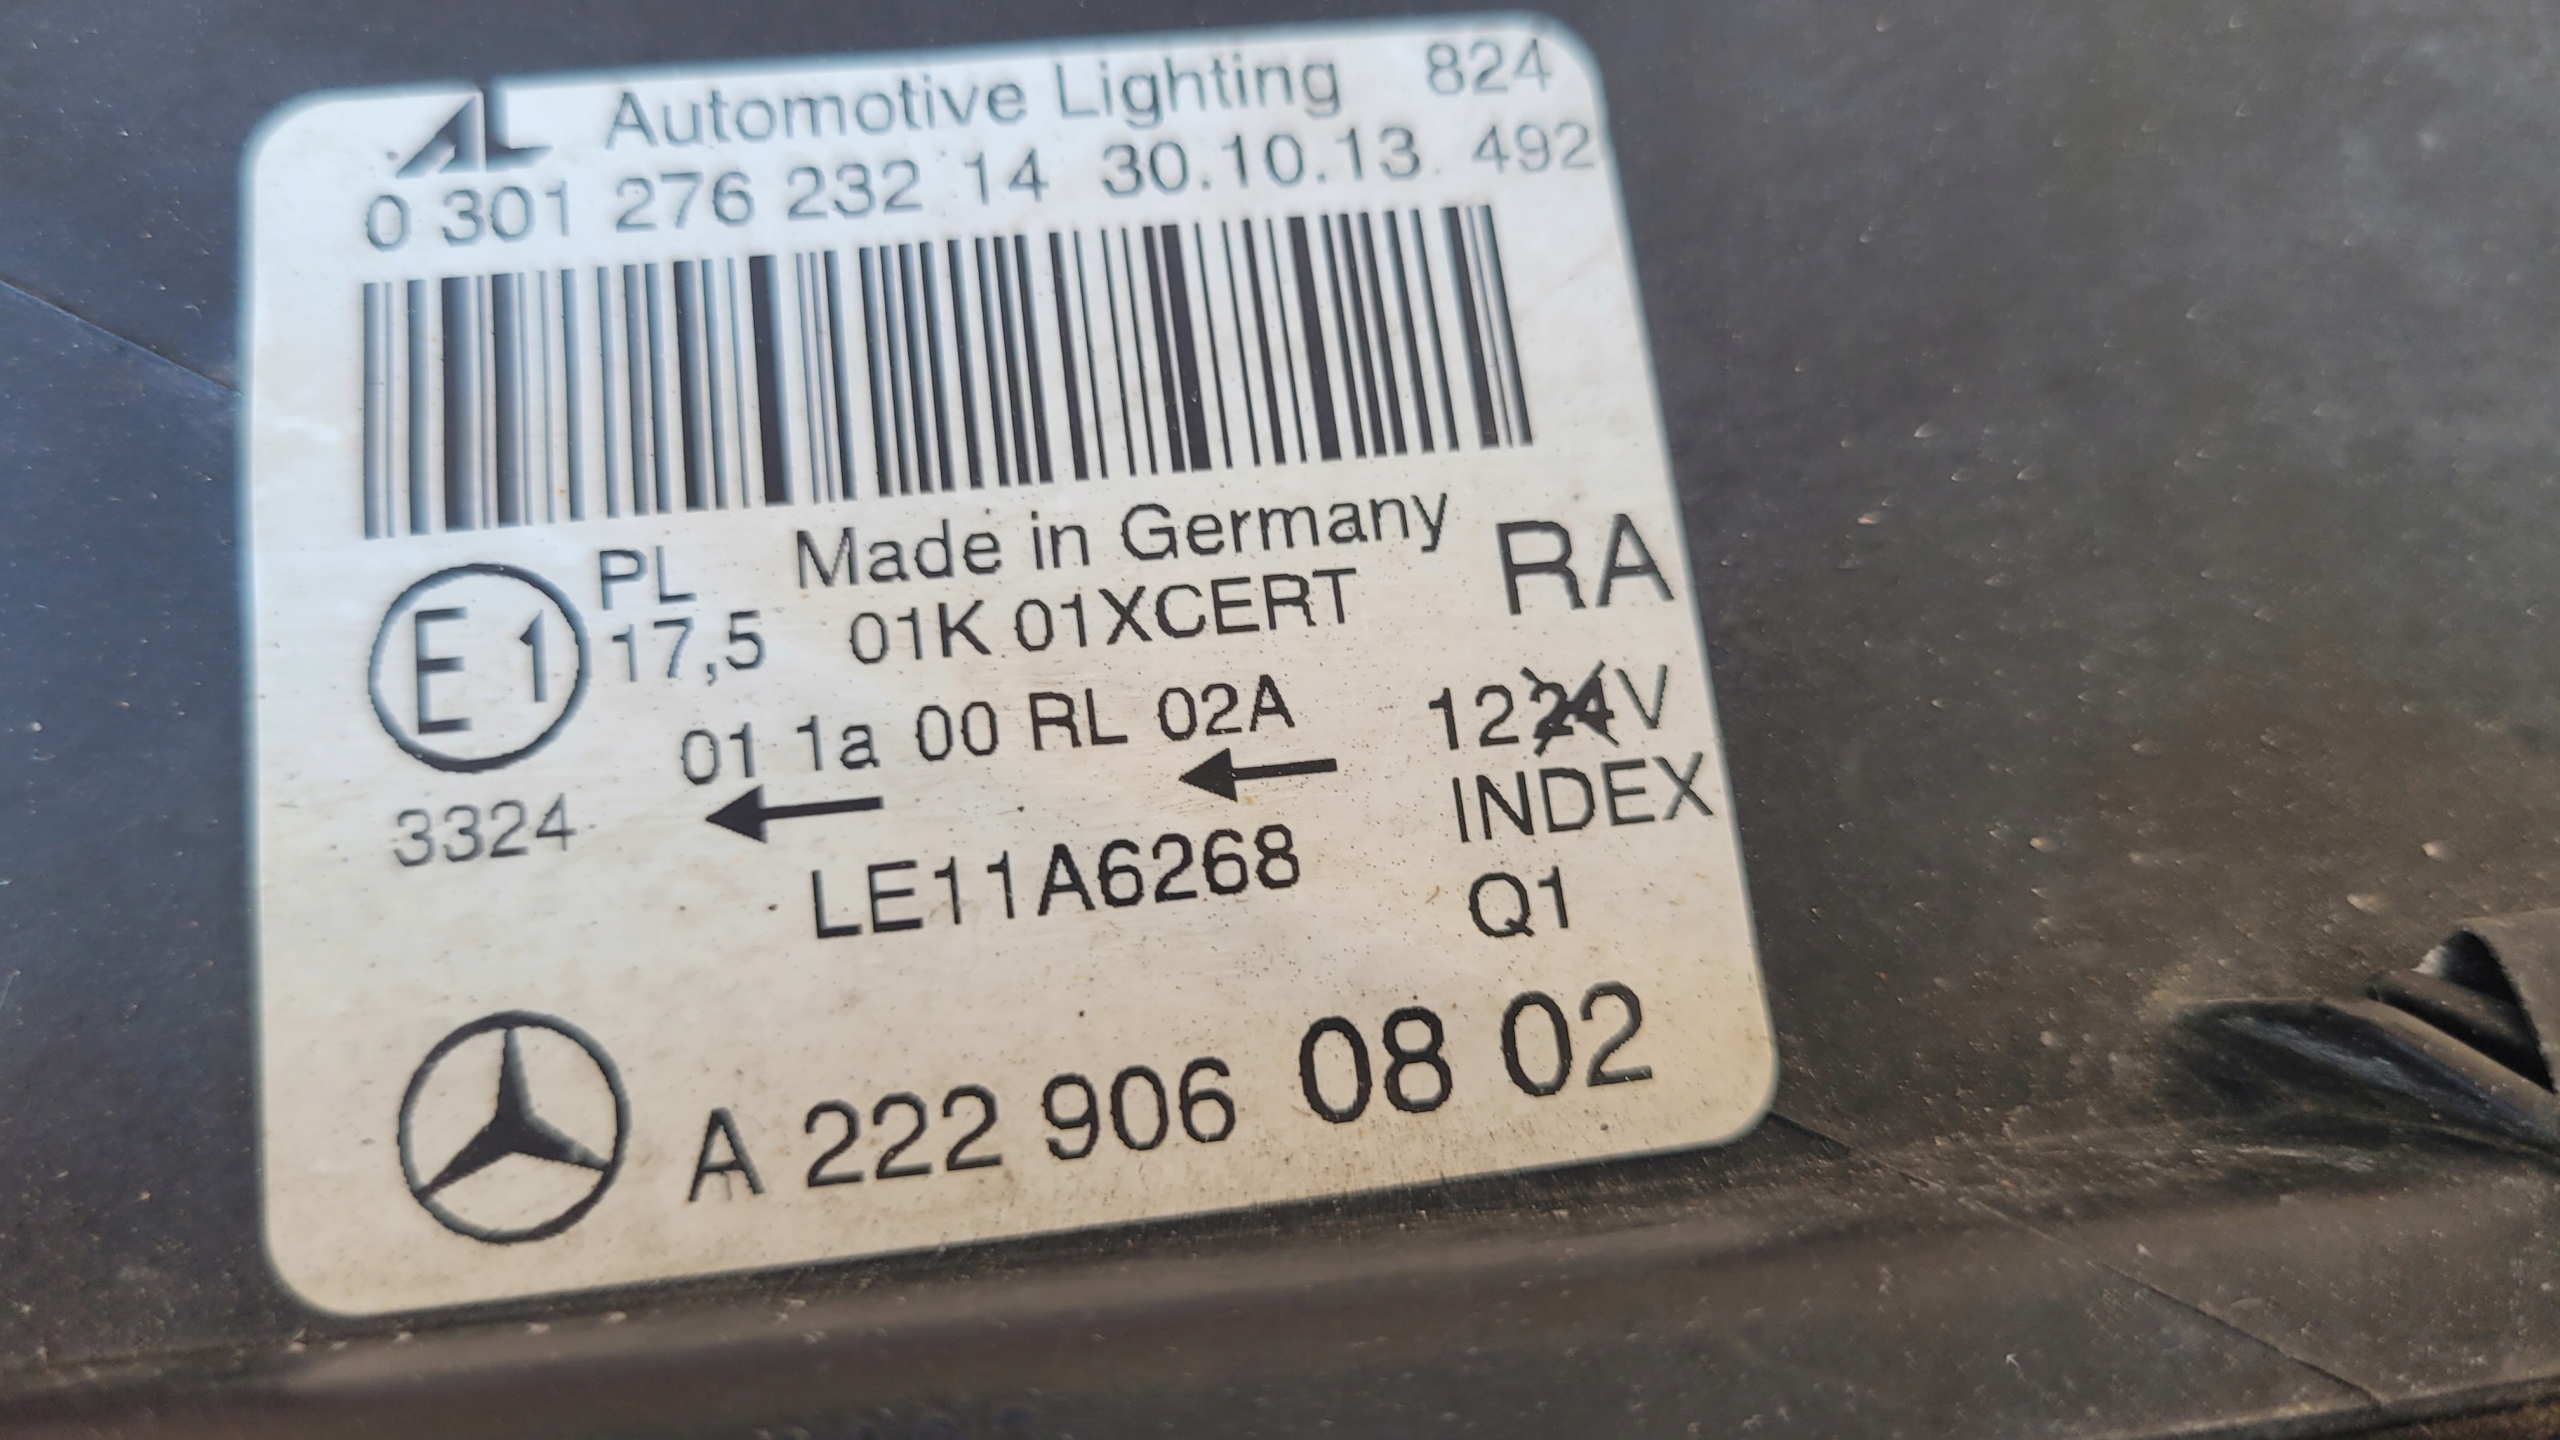 AL Automotive Lighting 824
0 301 276 232 14 30.10.13 492
PL Made in Germany RA
E1 17,5 01K 01XCERT
01 1a 00 RL 02A 1224V
3324 ← ← INDEX
LE11A6268 Q1
A 222 906 08 02